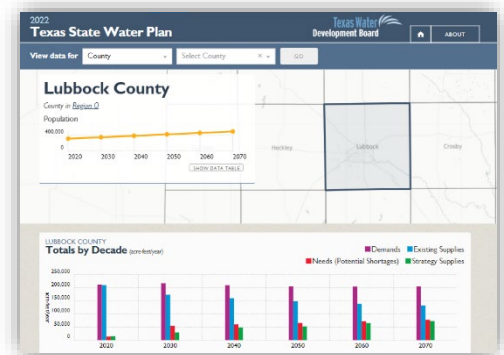 2022
Texas State Water Plan
Texas Water
Development Board
ABOUT
View data for
County
Select County
GO
Lubbock County
County in Region O
Population
400,000
0
2020 2030 2040 2050 2060 2070
SHOW DATA TABLE
Hockley
Lubbock
Crosby
LUBBOCK COUNTY
Totals by Decade (acre-feet/year)
Demands Existing Supplies
Needs (Potential Shortages) Strategy Supplies
250,000
200,000
150,000
100,000
50,000
0
2020 2030 2040 2050 2060 2070